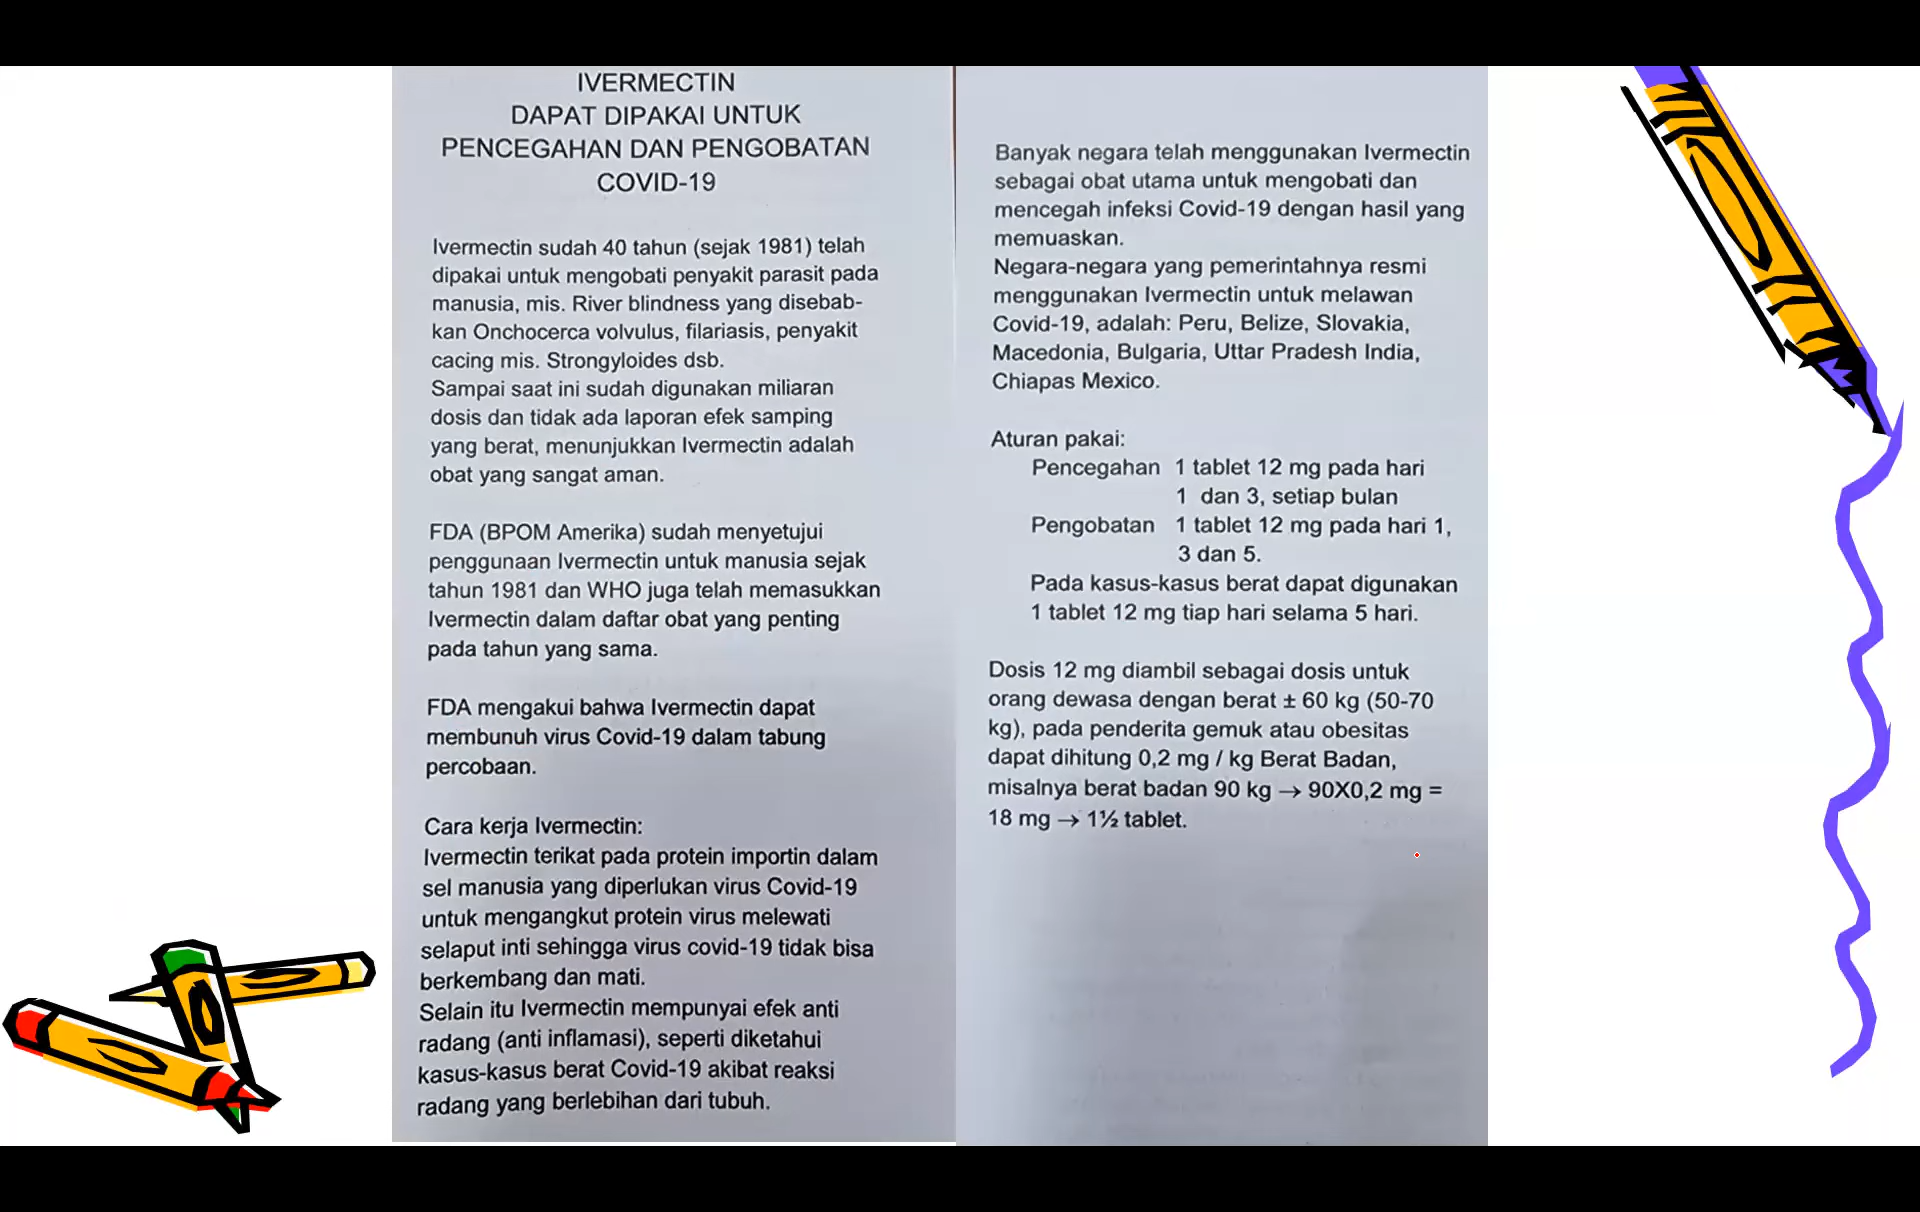 IVERMECTIN
DAPAT DIPAKAI UNTUK
PENCEGAHAN DAN PENGOBATAN
COVID-19
Ivermectin sudah 40 tahun (sejak 1981) telah
dipakai untuk mengobati penyakit parasit pada
manusia, mis. River blindness yang disebab-
kan Onchocerca volvulus, filariasis, penyakit
cacing mis. Strongyloides dsb.
Sampai saat ini sudah digunakan miliaran
dosis dan tidak ada laporan efek samping
yang berat, menunjukkan Ivermectin adalah
obat yang sangat aman.
FDA (BPOM Amerika) sudah menyetujui
penggunaan Ivermectin untuk manusia sejak
tahun 1981 dan WHO juga telah memasukkan
Ivermectin dalam daftar obat yang penting
pada tahun yang sama.
FDA mengakui bahwa Ivermectin dapat
membunuh virus Covid-19 dalam tabung
percobaan.
Cara kerja Ivermectin:
Ivermectin terikat pada protein importin dalam
sel manusia yang diperlukan virus Covid-19
untuk mengangkut protein virus melewati
selaput inti sehingga virus covid-19 tidak bisa
berkembang dan mati.
Selain itu Ivermectin mempunyai efek anti
radang (anti inflamasi), seperti diketahui
kasus-kasus berat Covid-19 akibat reaksi
radang yang berlebihan dari tubuh.
Banyak negara telah menggunakan Ivermectin
sebagai obat utama untuk mengobati dan
mencegah infeksi Covid-19 dengan hasil yang
memuaskan.
Negara-negara yang pemerintahnya resmi
menggunakan Ivermectin untuk melawan
Covid-19, adalah: Peru, Belize, Slovakia,
Macedonia, Bulgaria, Uttar Pradesh India,
Chiapas Mexico.
Aturan pakai:
Pencegahan 1 tablet 12 mg pada hari
1 dan 3, setiap bulan
Pengobatan 1 tablet 12 mg pada hari 1,
3 dan 5.
Pada kasus-kasus berat dapat digunakan
1 tablet 12 mg tiap hari selama 5 hari.
Dosis 12 mg diambil sebagai dosis untuk
orang dewasa dengan berat ± 60 kg (50-70
kg), pada penderita gemuk atau obesitas
dapat dihitung 0,2 mg / kg Berat Badan,
misalnya berat badan 90 kg → 90X0,2 mg =
18 mg → 1½ tablet.